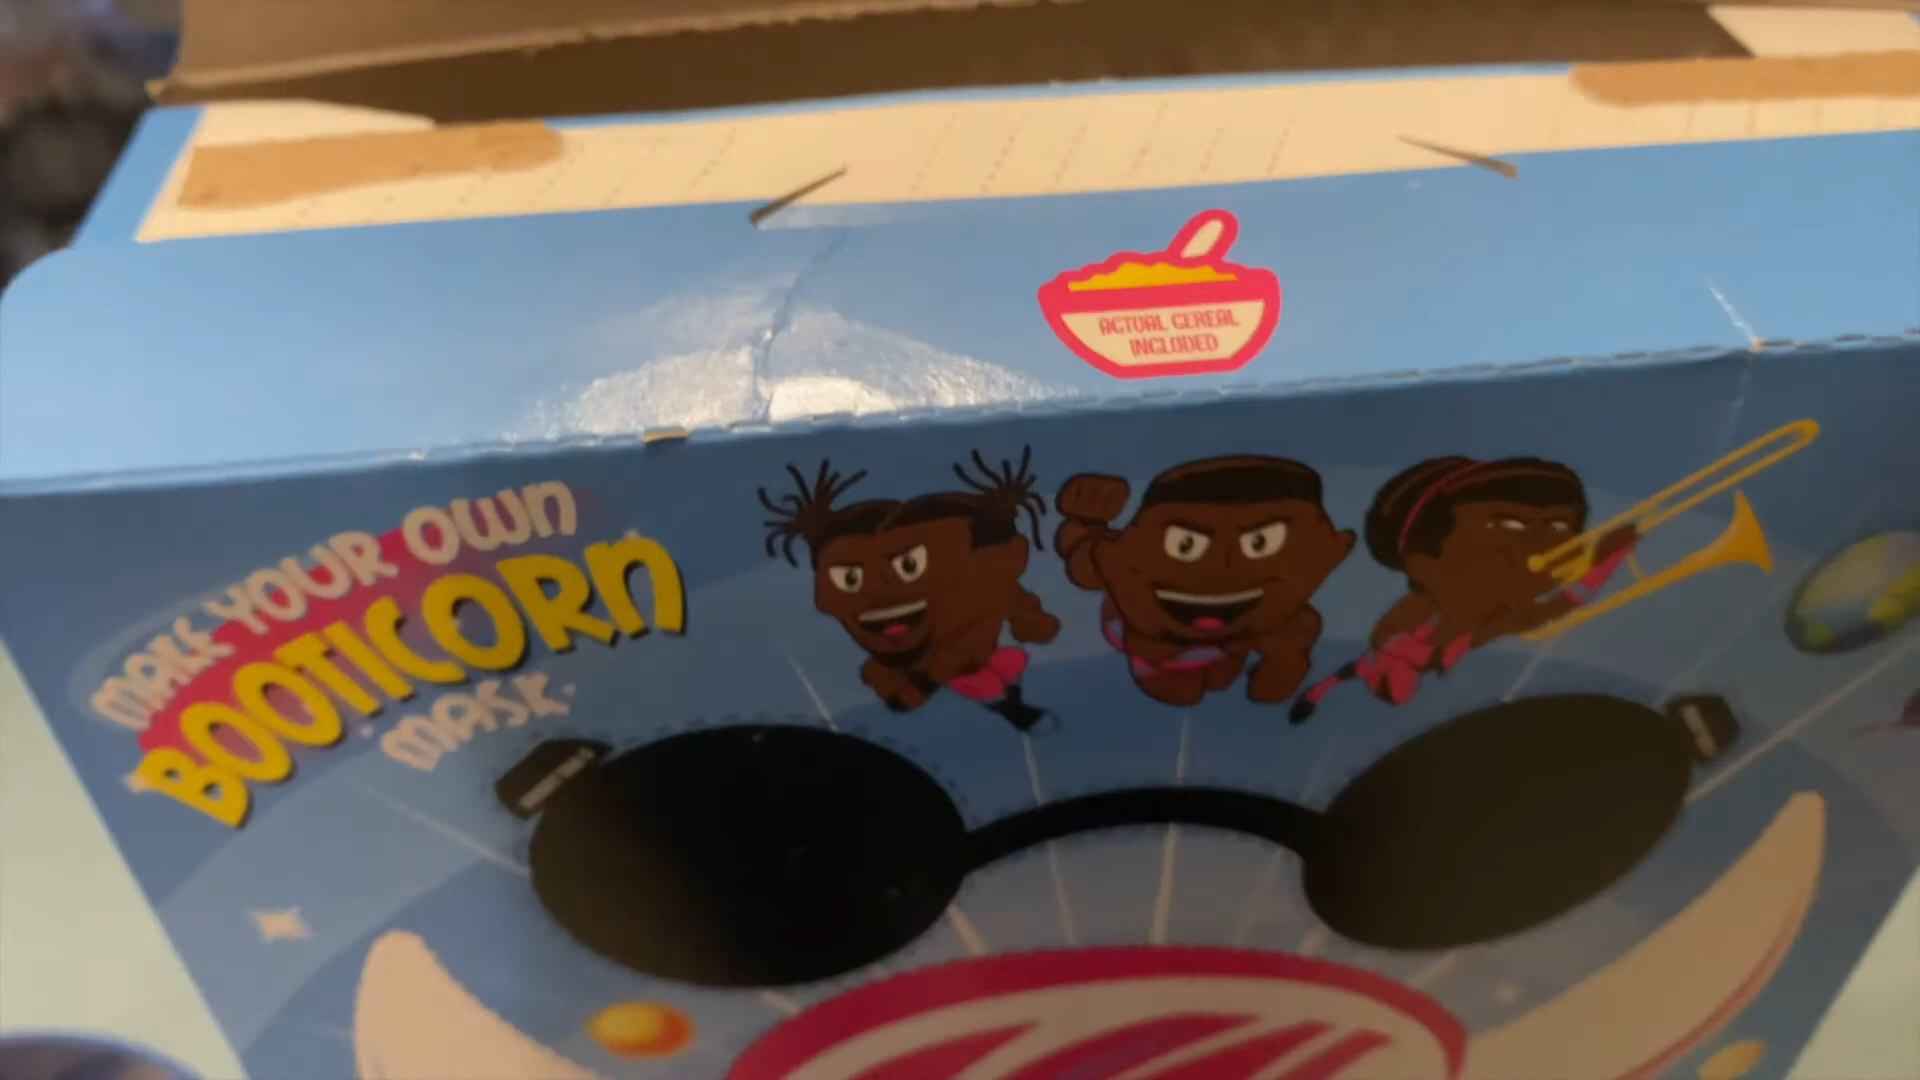 ACTUAL CEREAL
INCLUDED
MAKE YOUR OWN
BOOTICORN
MASK